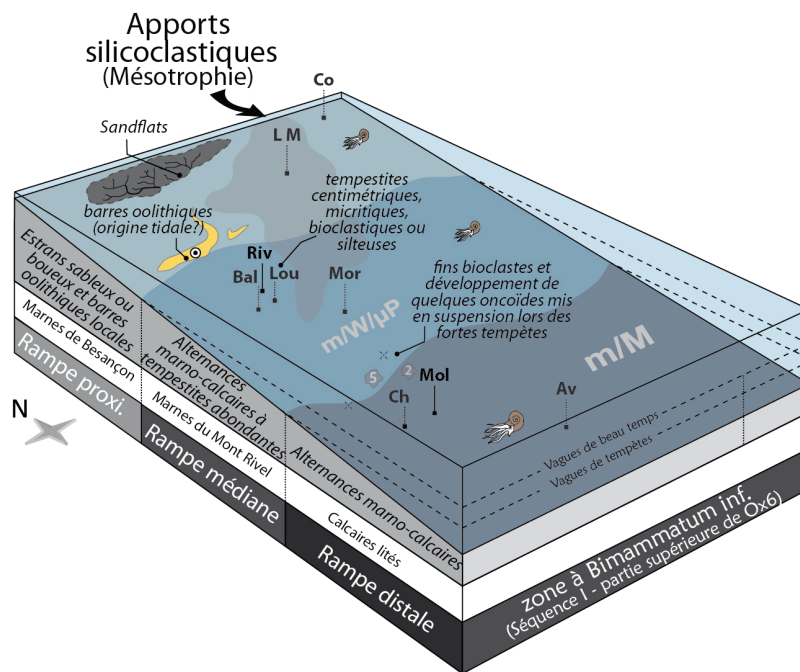 Apports
silicoclastiques
(Mésotrophie)
Co
Sandflats
L M
tempestites
centimétriques,
micritiques,
bioclastiques ou
silteuses
barres oolithiques
(origine tidale?)
Riv
Bal
Lou
Mor
fins bioclastes et
développement de
quelques oncoïdes mis
en suspension lors des
fortes tempêtes
m/W/µP
m/M
5
2
Mol
Ch
Av
Vagues de beau temps
Vagues de tempètes
Estrans sableux ou
boueux et barres
oolithiques locales
Alternances
marno-calcaires à
tempestites abondantes
Alternances marno-calcaires
Marnes de Besançon
Marnes du Mont Rivel
Calcaires lités
Rampe proxi.
Rampe médiane
Rampe distale
N
zone à Bimammatum inf.
(Séquence I - partie supérieure de Ox6)